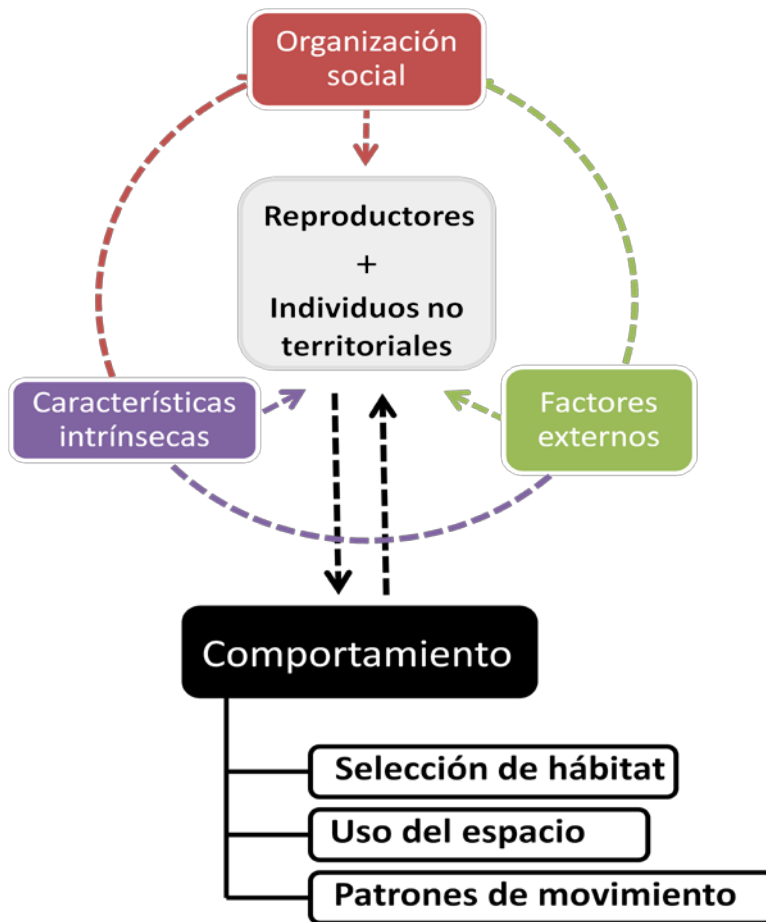 Organización
social
Reproductores
+
Individuos no
territoriales
Características
intrínsecas
Factores
externos
Comportamiento
Selección de hábitat
Uso del espacio
Patrones de movimiento